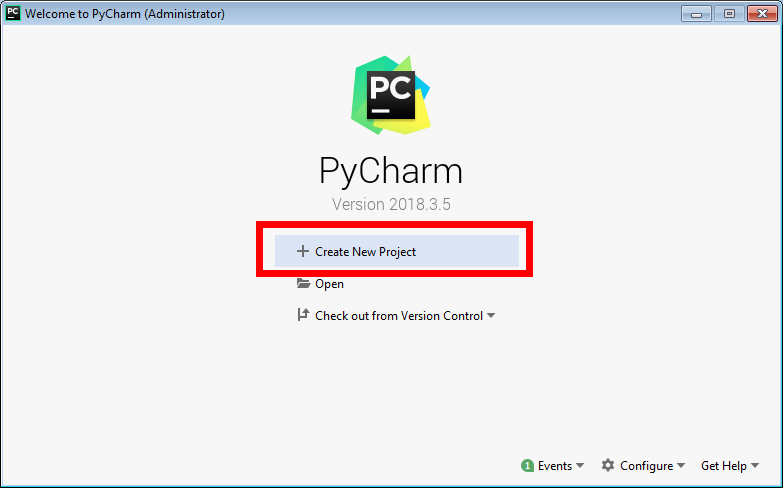 PC Welcome to PyCharm (Administrator)
PC
PyCharm
Version 2018.3.5
Create New Project
Open
Check out from Version Control
1 Events Configure Get Help